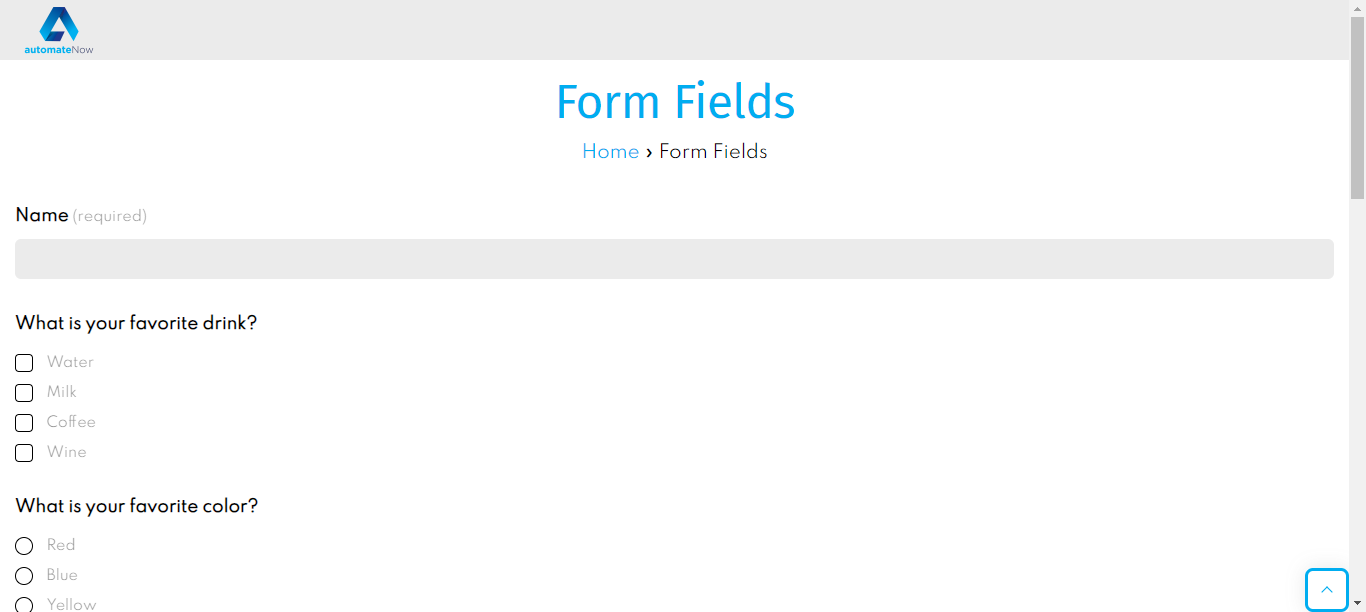 automateNow
Form Fields
Home › Form Fields
Name (required)
What is your favorite drink?
Water
Milk
Coffee
Wine
What is your favorite color?
Red
Blue
Yellow